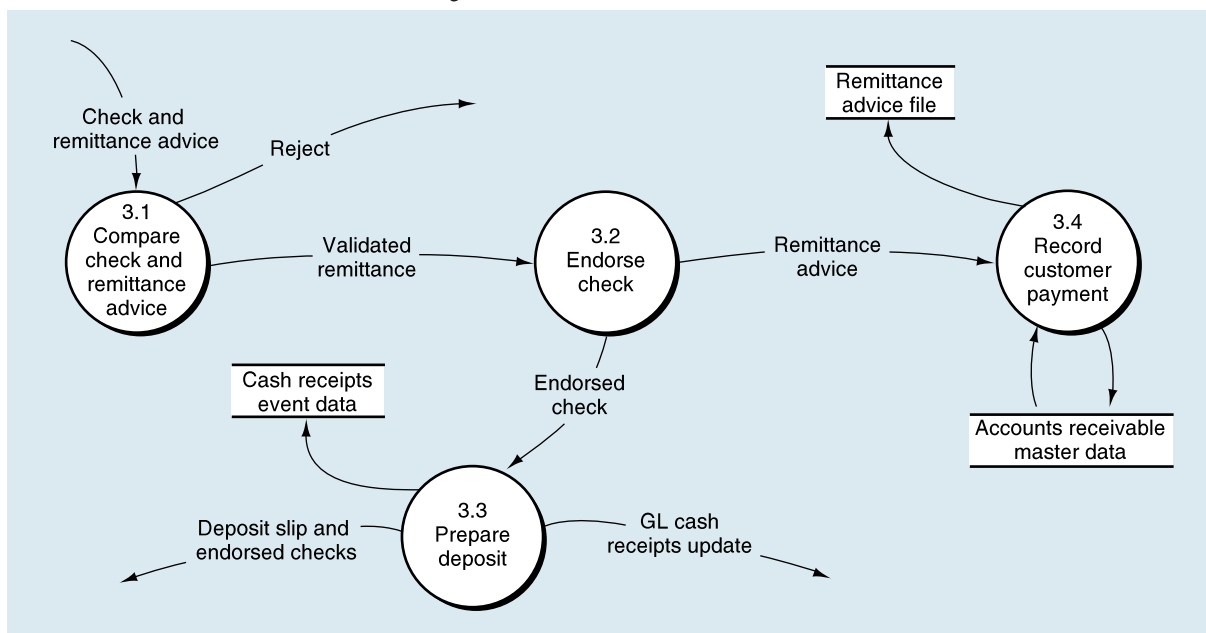 Check and
remittance advice
Reject
3.1
Compare
check and
remittance
advice
Validated
remittance
3.2
Endorse
check
Remittance
advice
Remittance
advice file
3.4
Record
customer
payment
Accounts receivable
master data
Endorsed
check
Cash receipts
event data
3.3
Prepare
deposit
Deposit slip and
endorsed checks
GL cash
receipts update